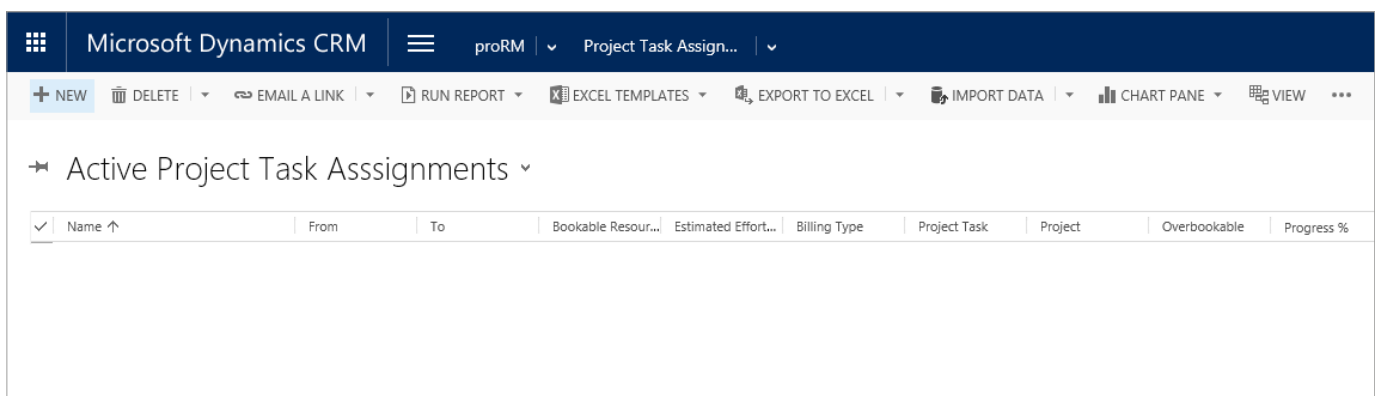 Microsoft Dynamics CRM proRM Project Task Assign...
NEW DELETE EMAIL A LINK RUN REPORT EXCEL TEMPLATES EXPORT TO EXCEL IMPORT DATA CHART PANE VIEW ...
Active Project Task Asssignments
Name From To Bookable Resour... Estimated Effort... Billing Type Project Task Project Overbookable Progress %